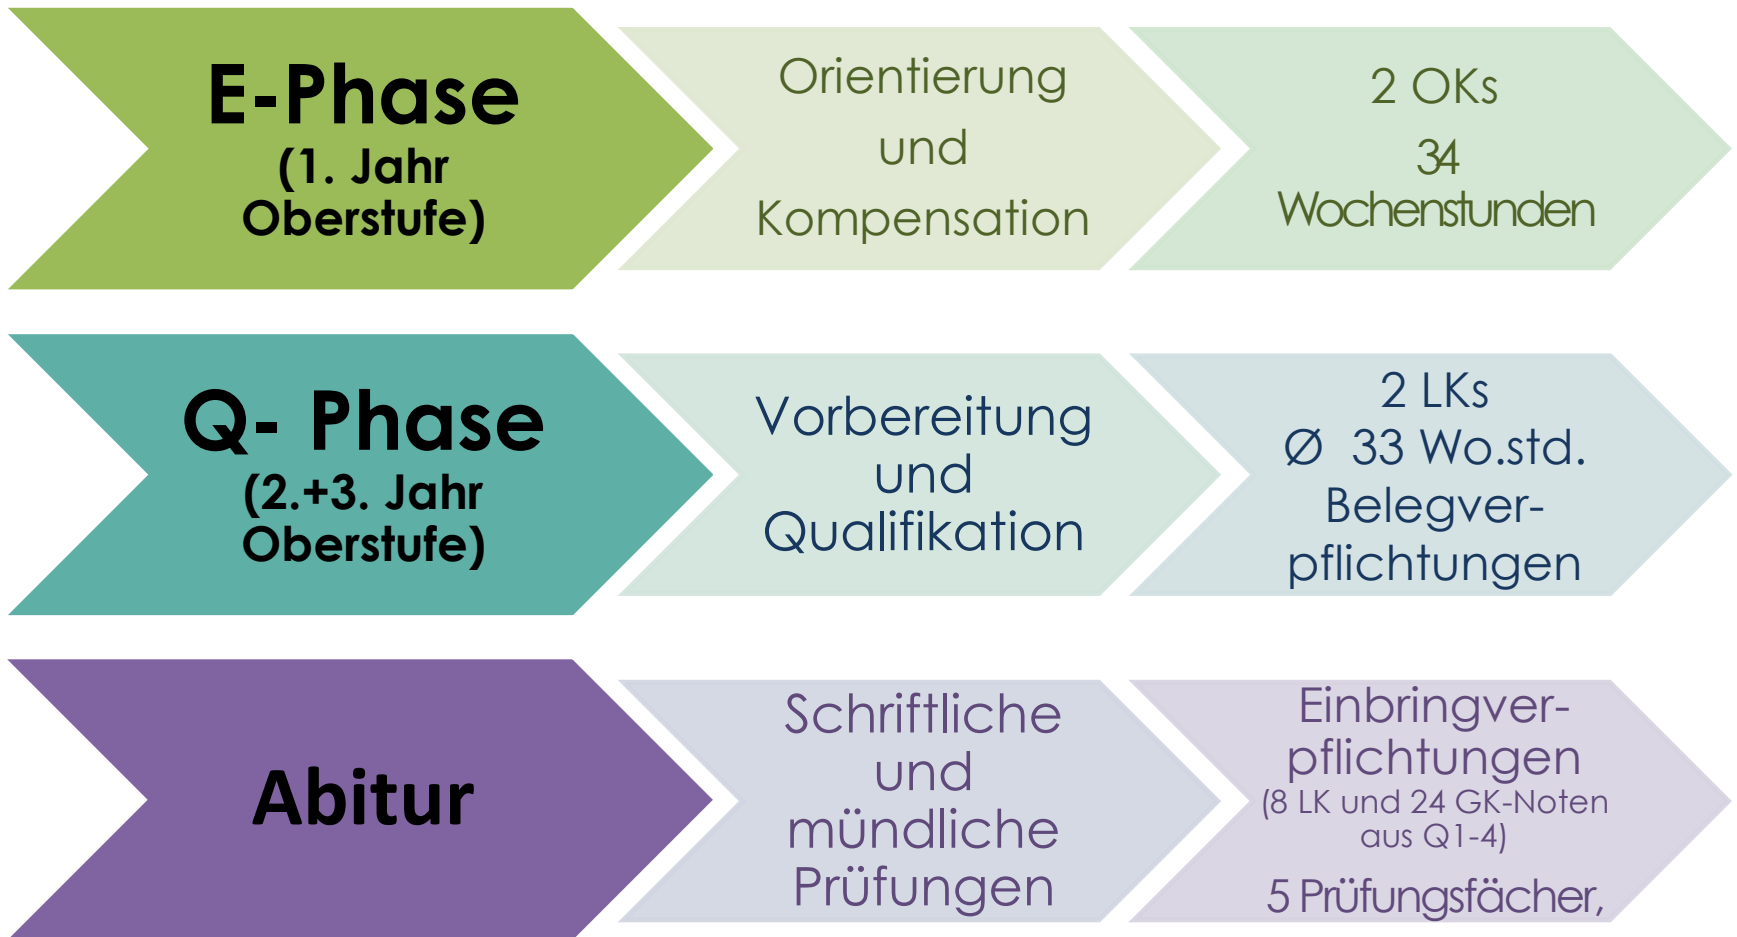 E-Phase
(1. Jahr
Oberstufe)
Orientierung
und
Kompensation
2 OKs
34
Wochenstunden
Q- Phase
(2.+3. Jahr
Oberstufe)
Vorbereitung
und
Qualifikation
2 LKs
Ø 33 Wo.std.
Belegver-
pflichtungen
Abitur
Schriftliche
und
mündliche
Prüfungen
Einbringver-
pflichtungen
(8 LK und 24 GK-Noten
aus Q1-4)
5 Prüfungsfächer,